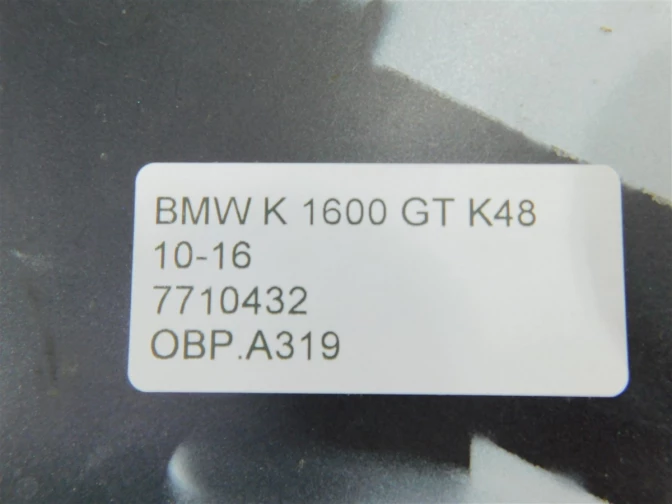 BMW K 1600 GT K48
10-16
7710432
OBP.A319